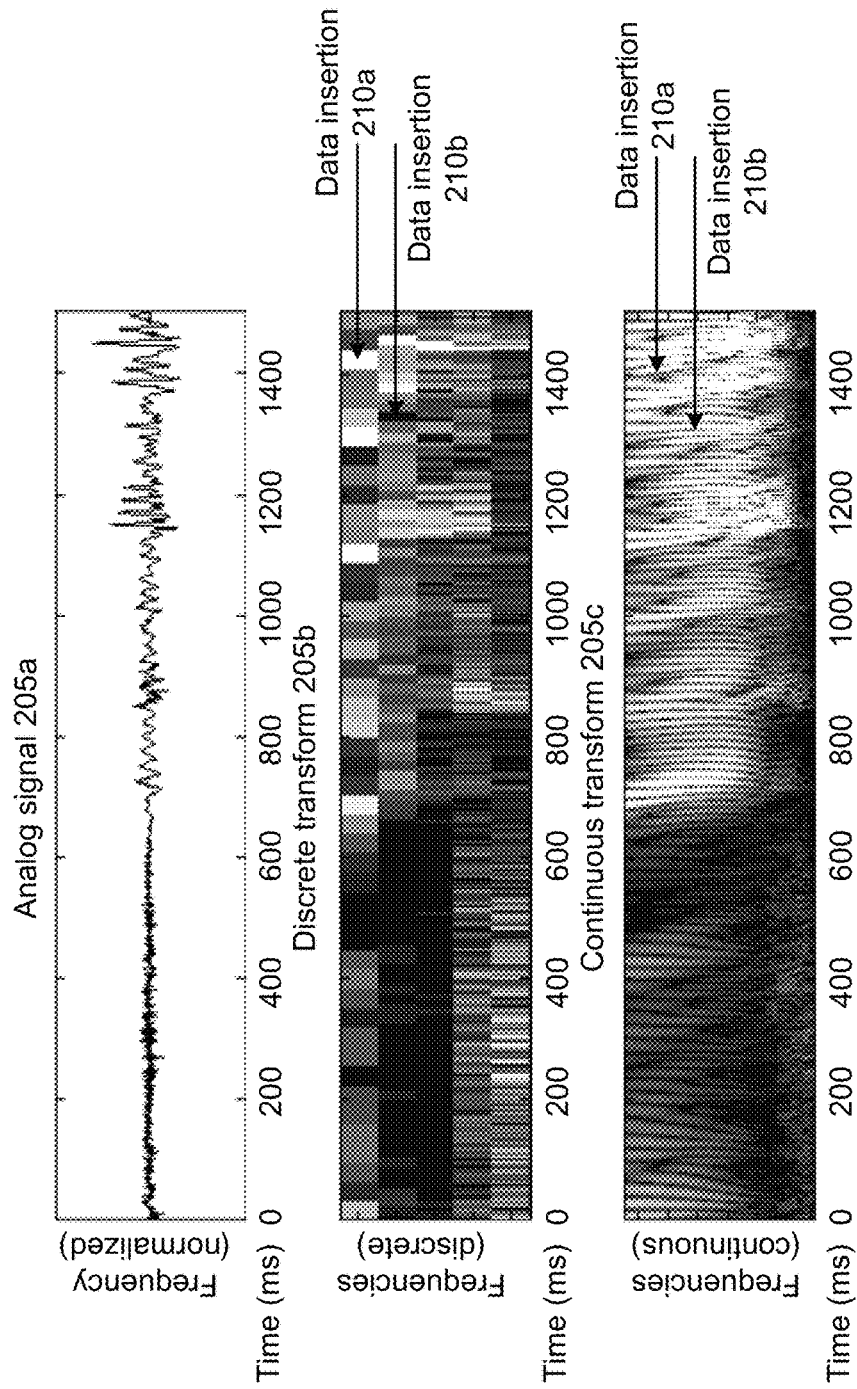 Analog signal 205a
Frequency
(normalized)
Time (ms)
0 200 400 600 800 1000 1200 1400
Discrete transform 205b
Frequencies
(discrete)
Time (ms)
0 200 400 600 800 1000 1200 1400
Data insertion
210a
Data insertion
210b
Continuous transform 205c
Frequencies
(continuous)
Time (ms)
0 200 400 600 800 1000 1200 1400
Data insertion
210a
Data insertion
210b